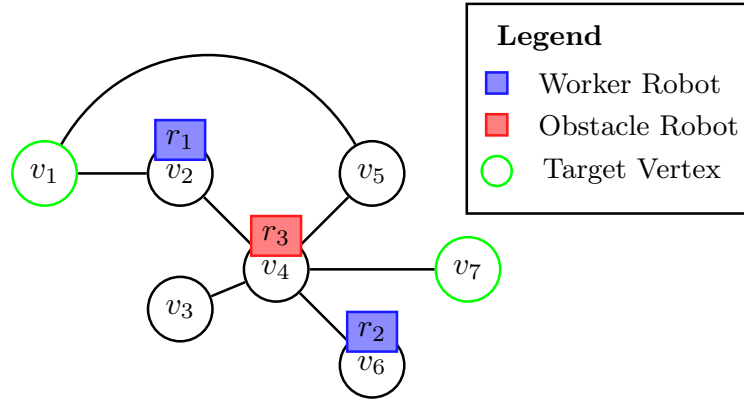 Legend
Worker Robot
Obstacle Robot
Target Vertex
r₁
v₁
v₂
v₅
r₃
v₄
v₇
v₃
r₂
v₆